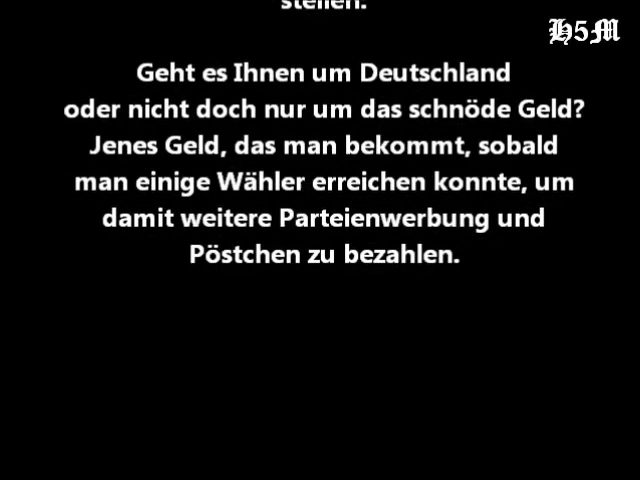 stellen.
H5M
Geht es Ihnen um Deutschland
oder nicht doch nur um das schnöde Geld?
Jenes Geld, das man bekommt, sobald
man einige Wähler erreichen konnte, um
damit weitere Parteienwerbung und
Pöstchen zu bezahlen.